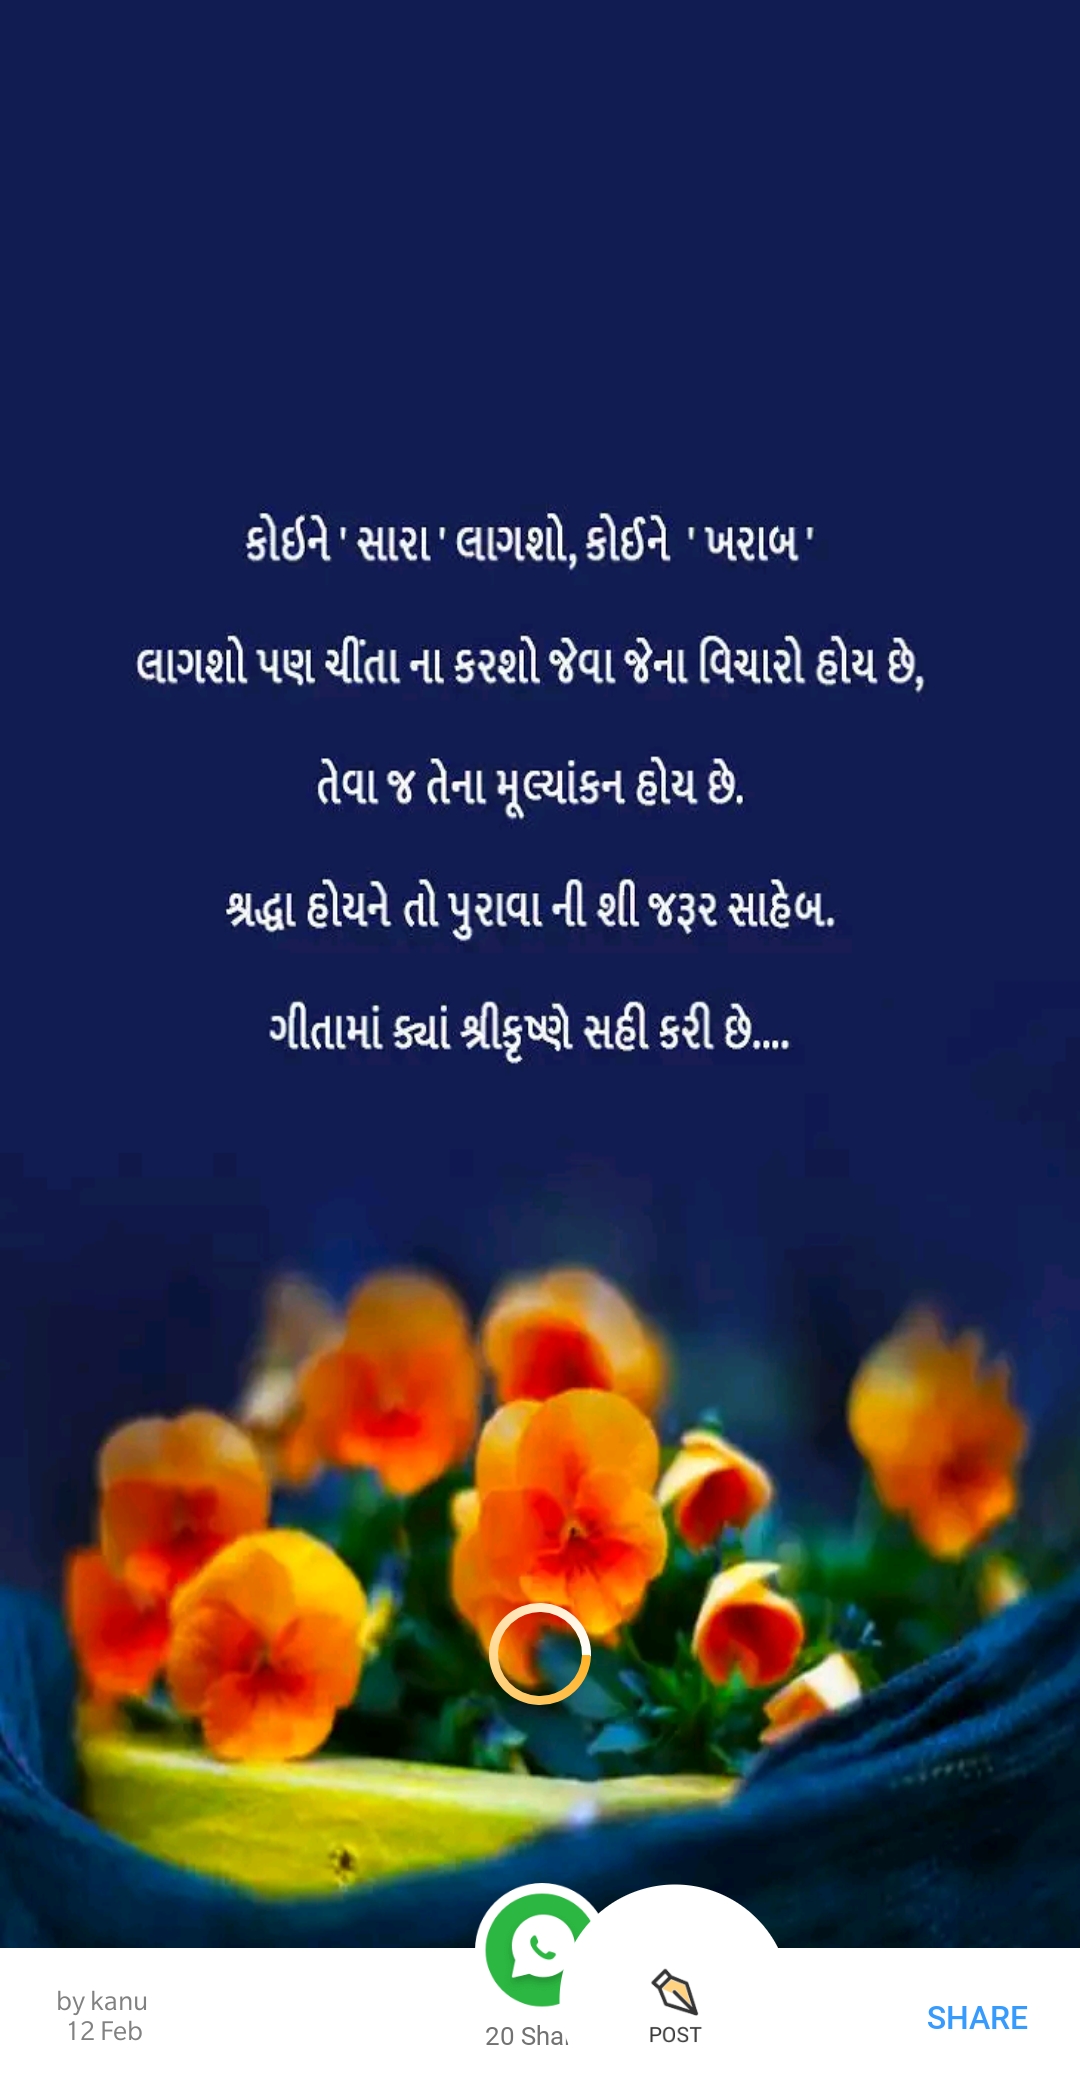 કોઈને ' સારા ' લાગશો, કોઈને ' ખરાબ '
લાગશો પણ ચીંતા ના કરશો જેવા જેના વિચારો હોય છે,
તેવા જ તેના મૂલ્યાંકન હોય છે.
શ્રદ્ધા હોયને તો પુરાવા ની શી જરૂર સાહેબ.
ગીતામાં ક્યાં શ્રીકૃષ્ણે સહી કરી છે....
by kanu
12 Feb
20
POST
SHARE